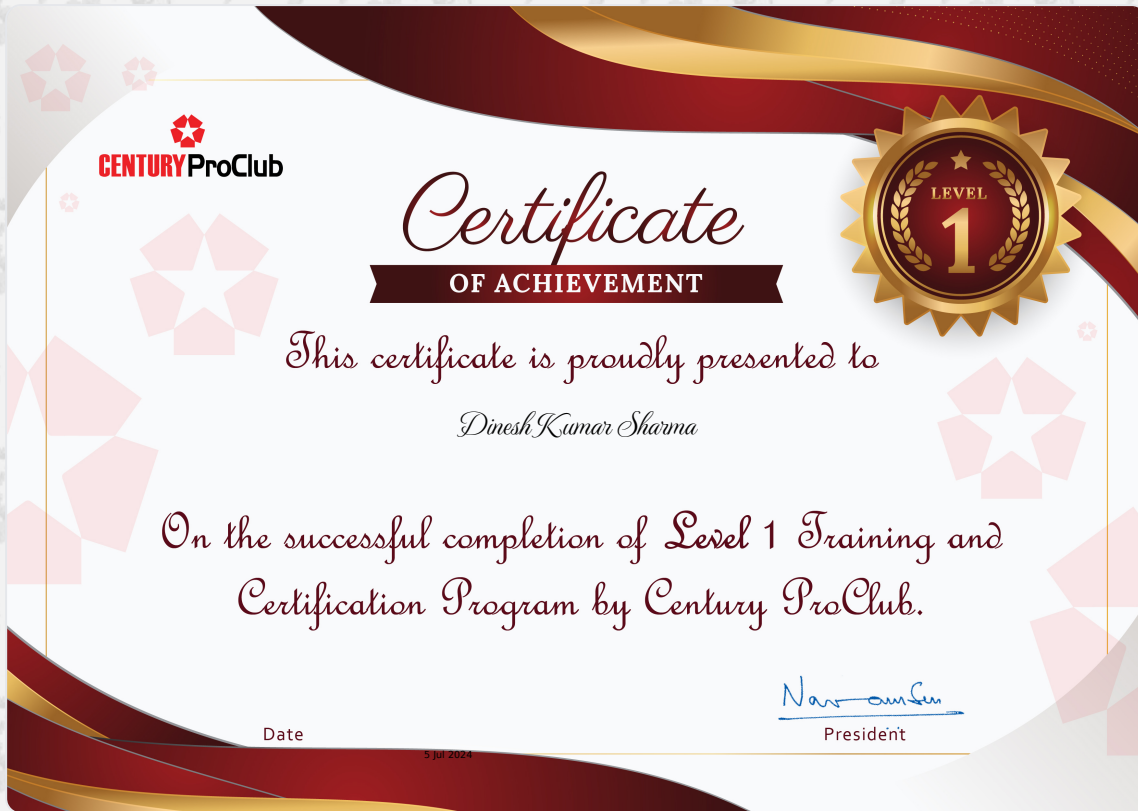 CENTURY ProClub
LEVEL
1
Certificate
OF ACHIEVEMENT
This certificate is proudly presented to
Dinesh Kumar Sharma
On the successful completion of Level 1 Training and
Certification Program by Century ProClub.
Date
President
5 Jul 2024